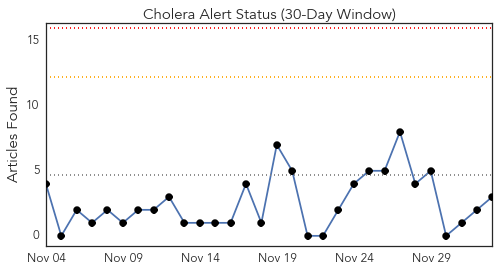 Cholera Alert Status (30-Day Window)
15
10
5
0
Articles Found
Nov 04 Nov 09 Nov 14 Nov 19 Nov 24 Nov 29